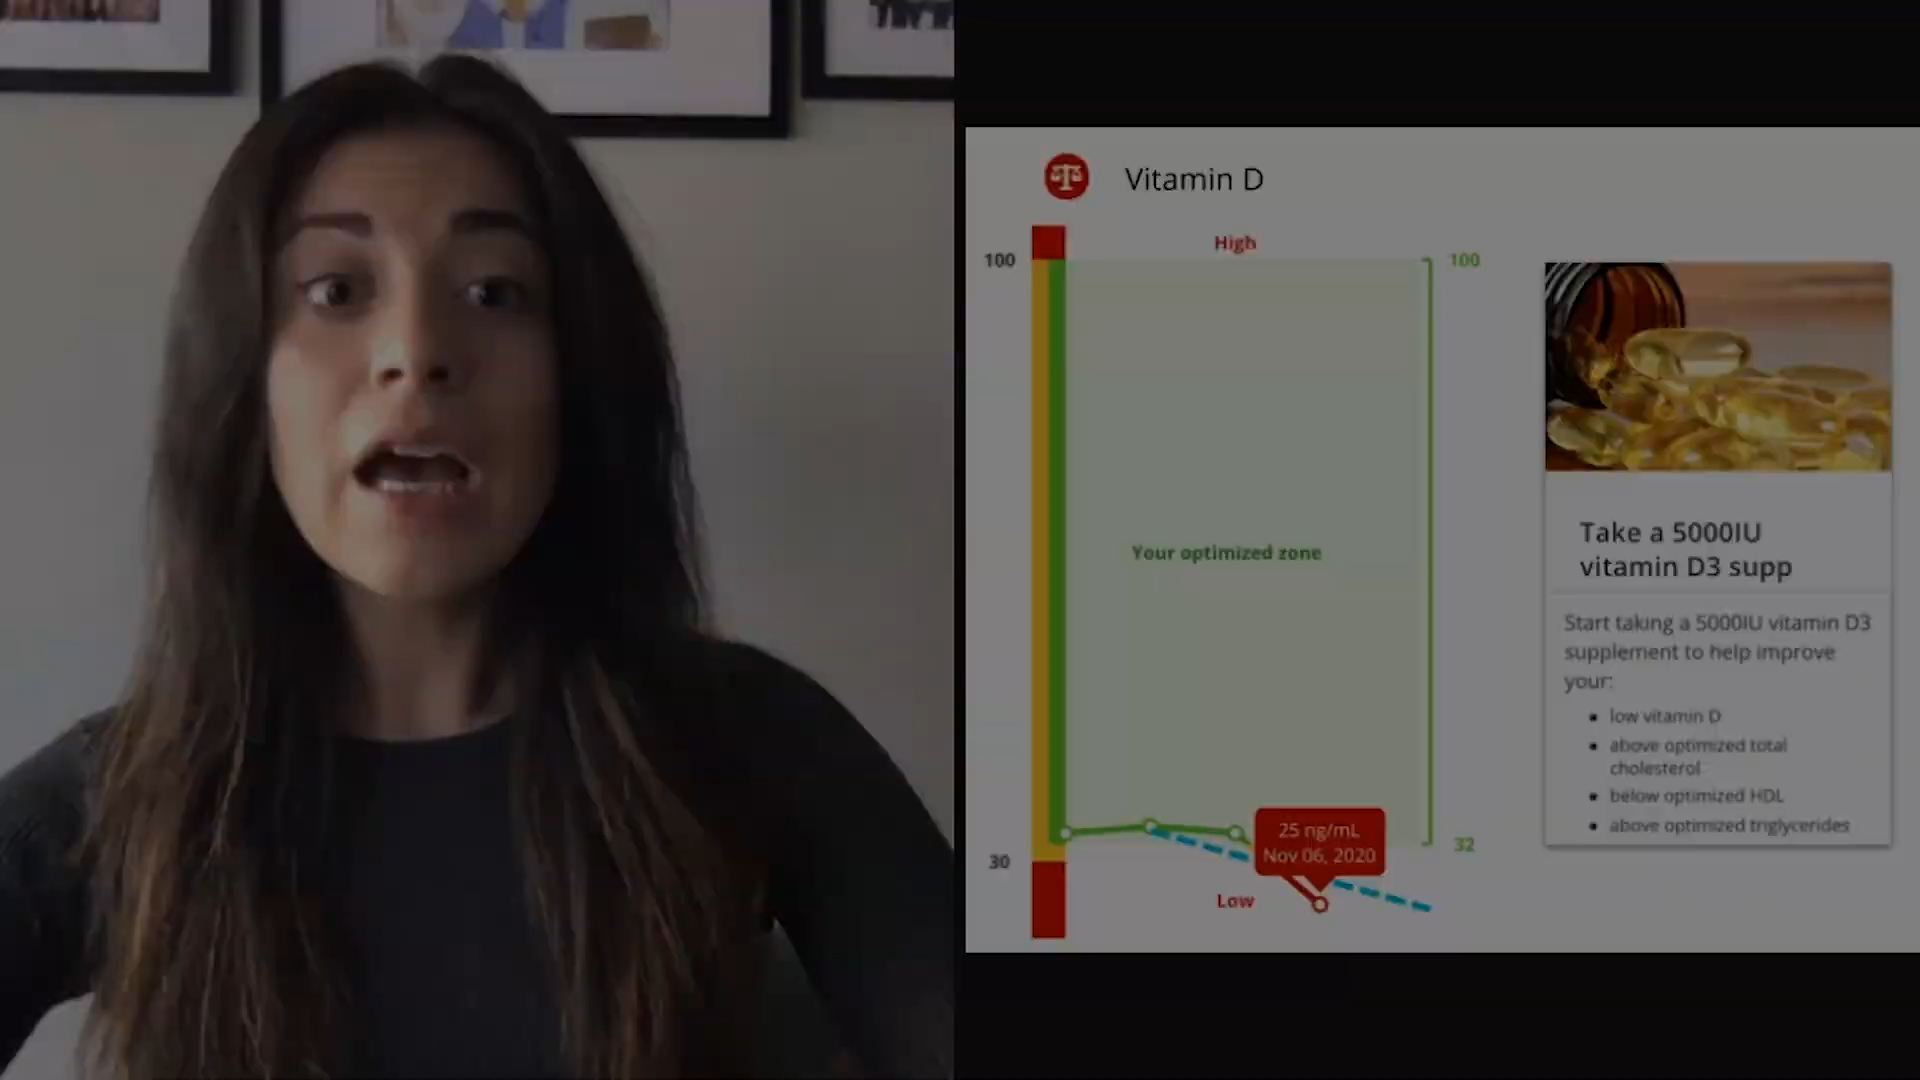 Vitamin D
High
100
100
Your optimized zone
25 ng/mL
Nov 06, 2020
32
30
Low
Take a 5000IU
vitamin D3 supp
Start taking a 5000IU vitamin D3
supplement to help improve
your:
low vitamin D
above optimized total
cholesterol
below optimized HDL
above optimized triglycerides